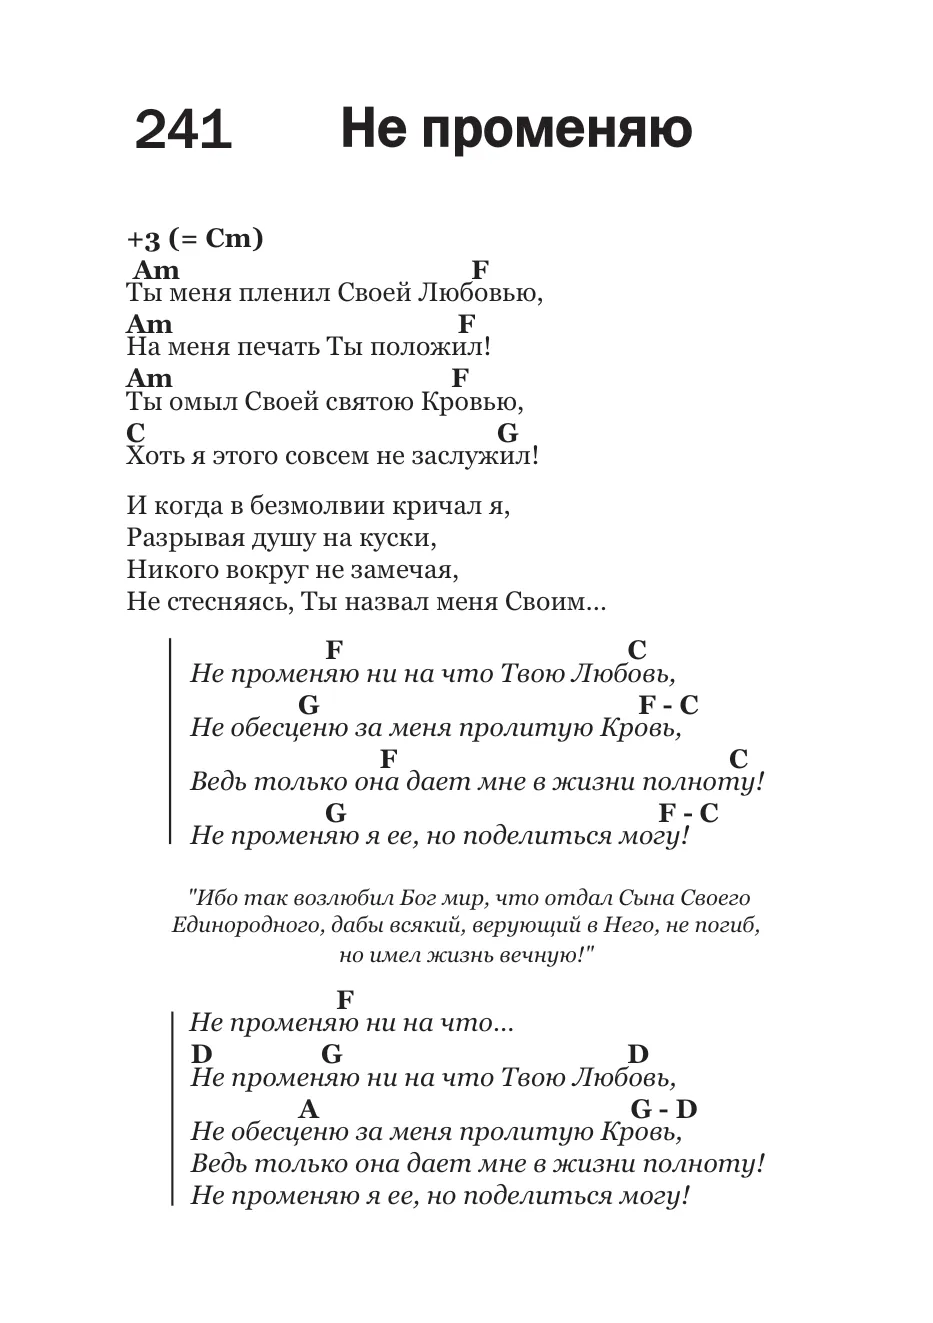 241 Не променяю
+3 (= Cm)
Am F
Ты меня пленил Своей Любовью,
Am F
На меня печать Ты положил!
Am F
Ты омыл Своей святою Кровью,
C G
Хоть я этого совсем не заслужил!
И когда в безмолвии кричал я,
Разрывая душу на куски,
Никого вокруг не замечая,
Не стесняясь, Ты назвал меня Своим...
F C
Не променяю ни на что Твою Любовь,
G F - C
Не обесценю за меня пролитую Кровь,
F C
Ведь только она дает мне в жизни полноту!
G F - C
Не променяю я ее, но поделиться могу!
"Ибо так возлюбил Бог мир, что отдал Сына Своего
Единородного, дабы всякий, верующий в Него, не погиб,
но имел жизнь вечную!"
F
Не променяю ни на что...
D G D
Не променяю ни на что Твою Любовь,
A G - D
Не обесценю за меня пролитую Кровь,
Ведь только она дает мне в жизни полноту!
Не променяю я ее, но поделиться могу!